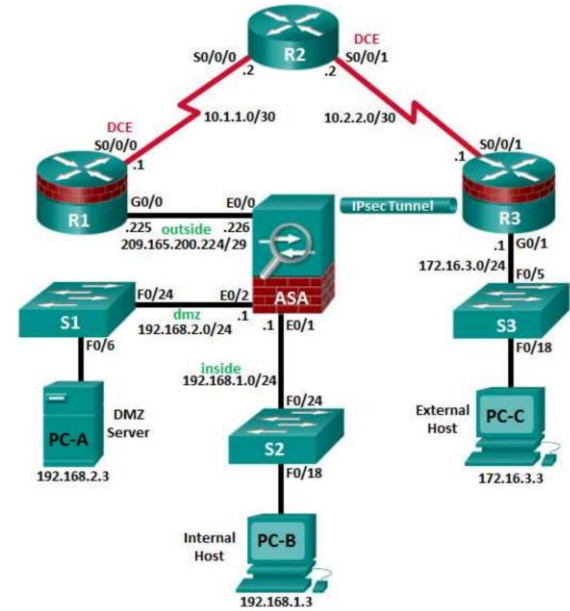 DCE
S0/0/0
R2
S0/0/1
.2
.2
10.1.1.0/30
10.2.2.0/30
DCE
S0/0/0
.1
S0/0/1
.1
R1
G0/0
E0/0
.225
outside
.226
209.165.200.224/29
IPsecTunnel
R3
.1
G0/1
172.16.3.0/24
F0/5
ASA
F0/24
E0/2
dmz
.1
192.168.2.0/24
.1
E0/1
S1
F0/6
S3
F0/18
inside
192.168.1.0/24
F0/24
PC-A
DMZ
Server
192.168.2.3
S2
F0/18
External
Host
PC-C
172.16.3.3
Internal
Host
PC-B
192.168.1.3